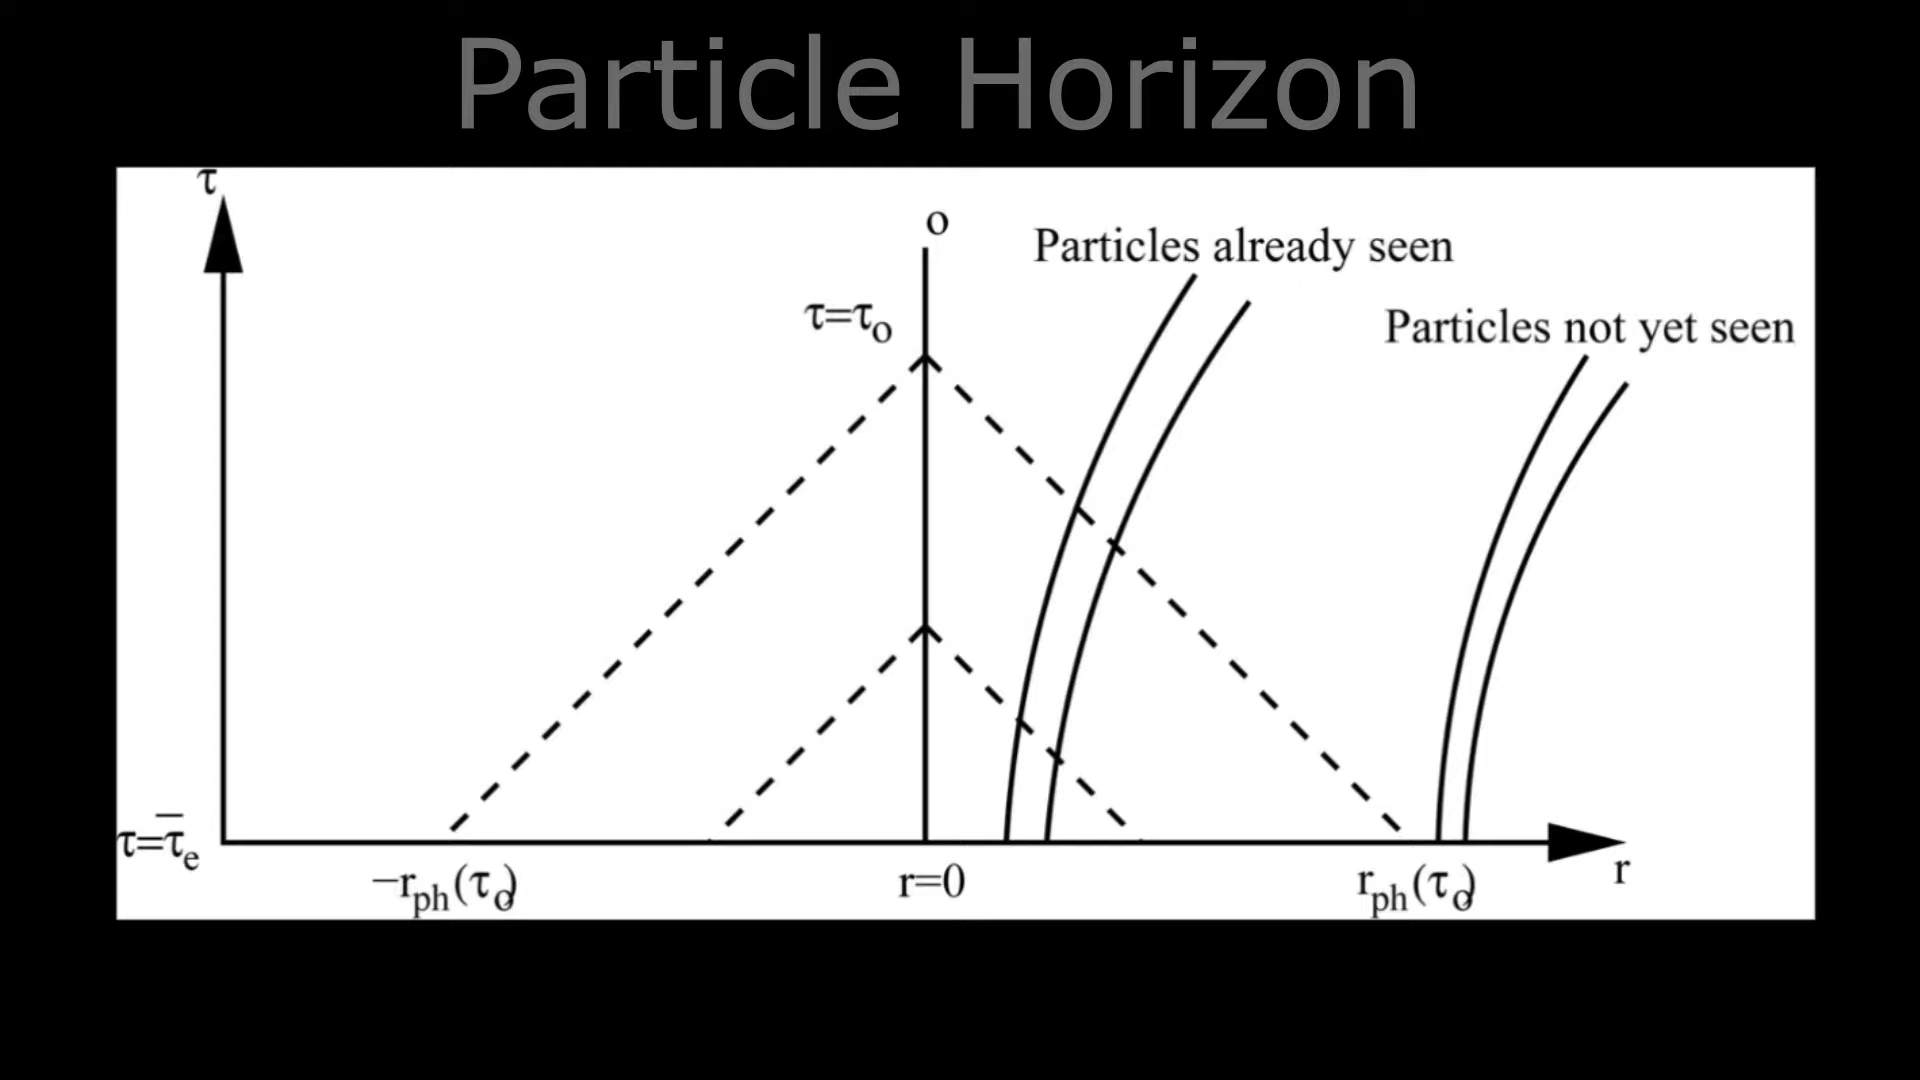 Particle Horizon
τ
o
Particles already seen
τ=τo
Particles not yet seen
τ=τ̅e
−rph(τo)
r=0
rph(τo)
r